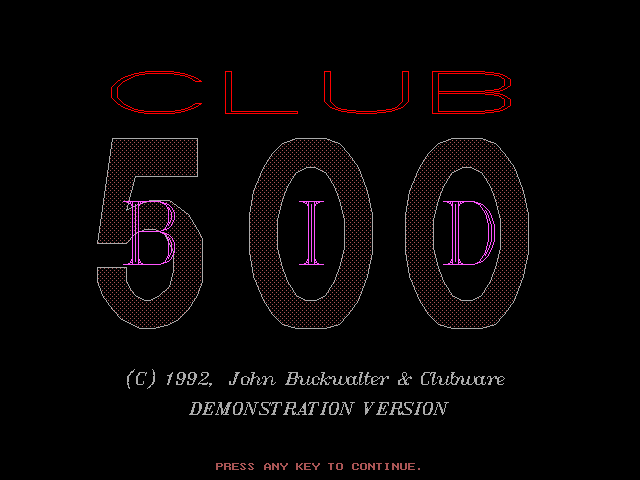 CLUB
500
BID
(C) 1992, John Buckwalter & Clubware
DEMONSTRATION VERSION
PRESS ANY KEY TO CONTINUE.